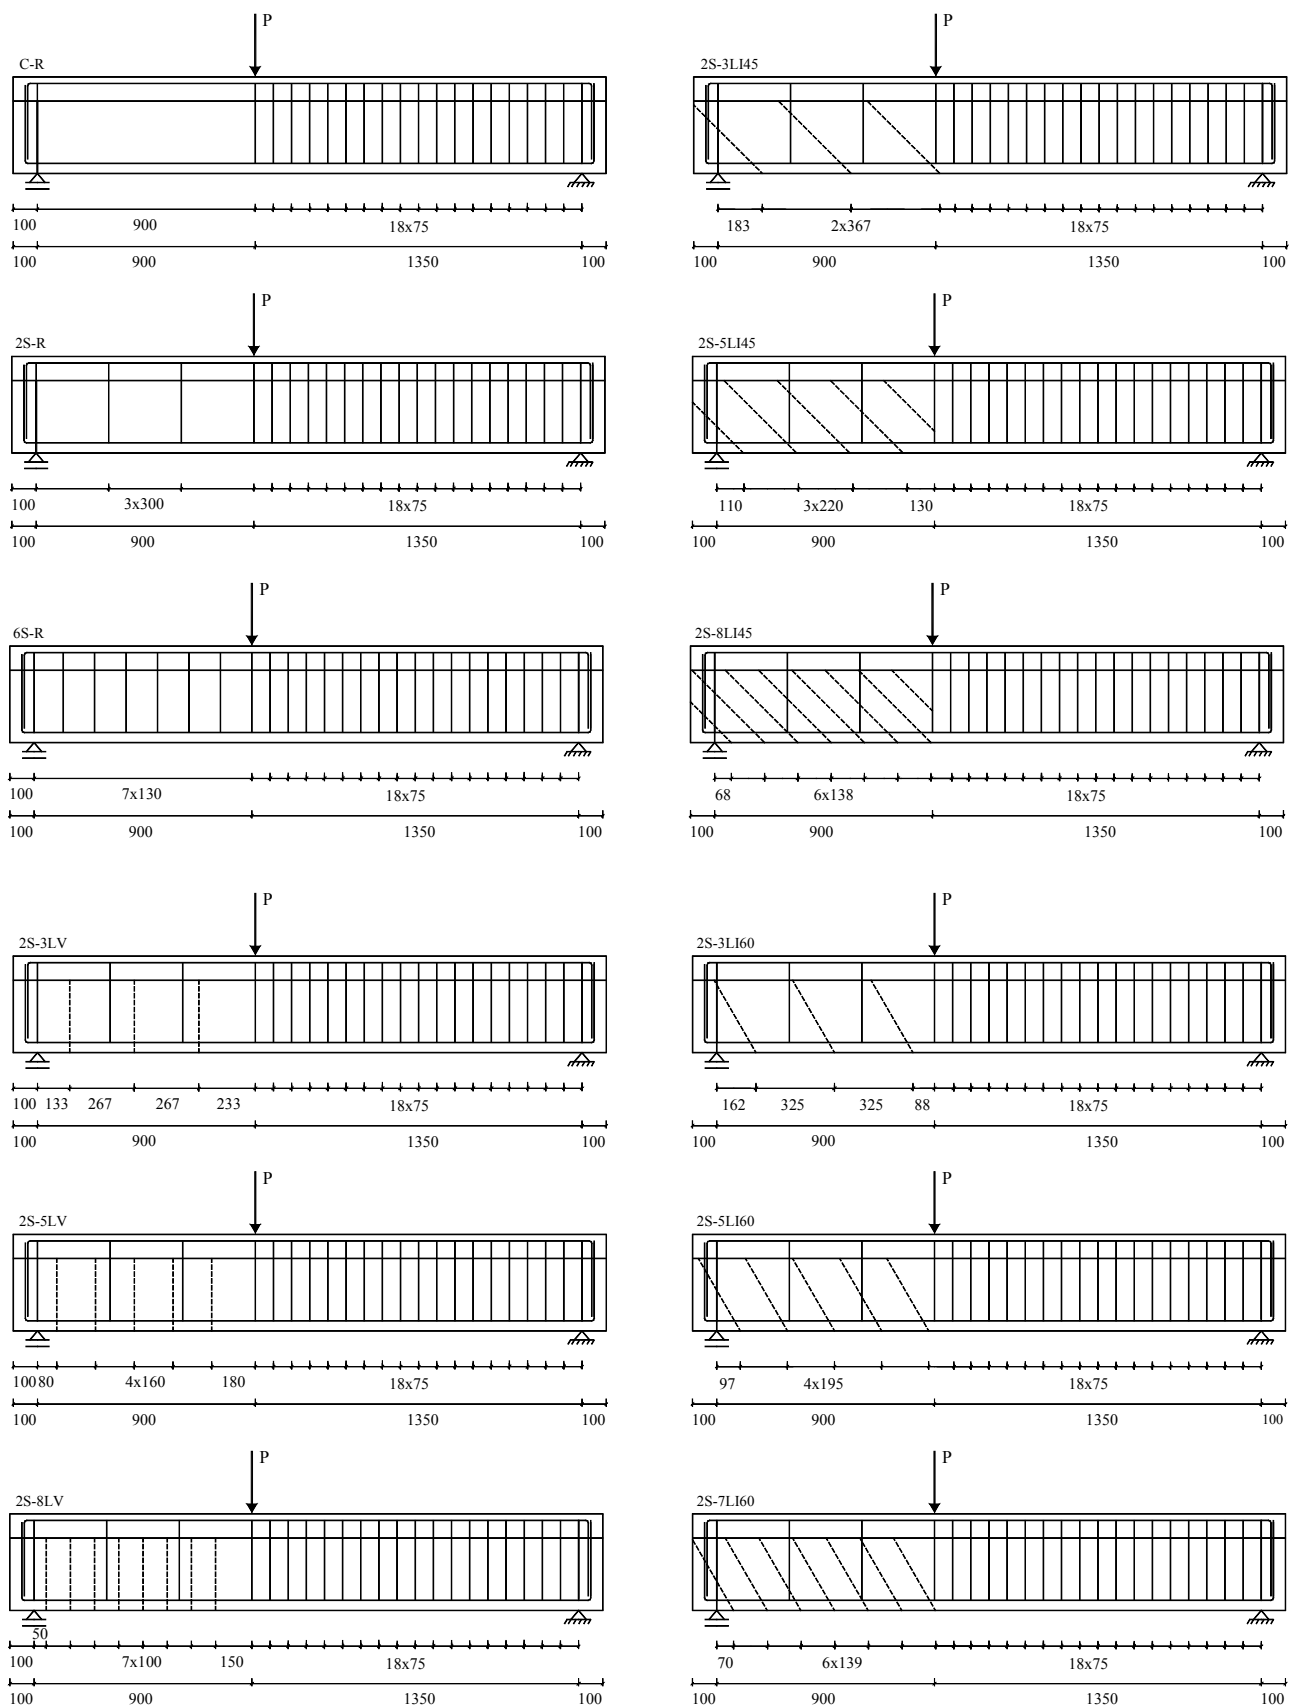 P
C-R
100 900 18x75
100 900 1350 100
P
2S-R
100 3x300 18x75
100 900 1350 100
P
6S-R
100 7x130 18x75
100 900 1350 100
P
2S-3LV
100 133 267 267 233 18x75
100 900 1350 100
P
2S-5LV
100 80 4x160 180 18x75
100 900 1350 100
P
2S-8LV
50
100 7x100 150 18x75
100 900 1350 100
P
2S-3LI45
183 2x367 18x75
100 900 1350 100
P
2S-5LI45
110 3x220 130 18x75
100 900 1350 100
P
2S-8LI45
68 6x138 18x75
100 900 1350 100
P
2S-3LI60
162 325 325 88 18x75
100 900 1350 100
P
2S-5LI60
97 4x195 18x75
100 900 1350 100
P
2S-7LI60
70 6x139 18x75
100 900 1350 100